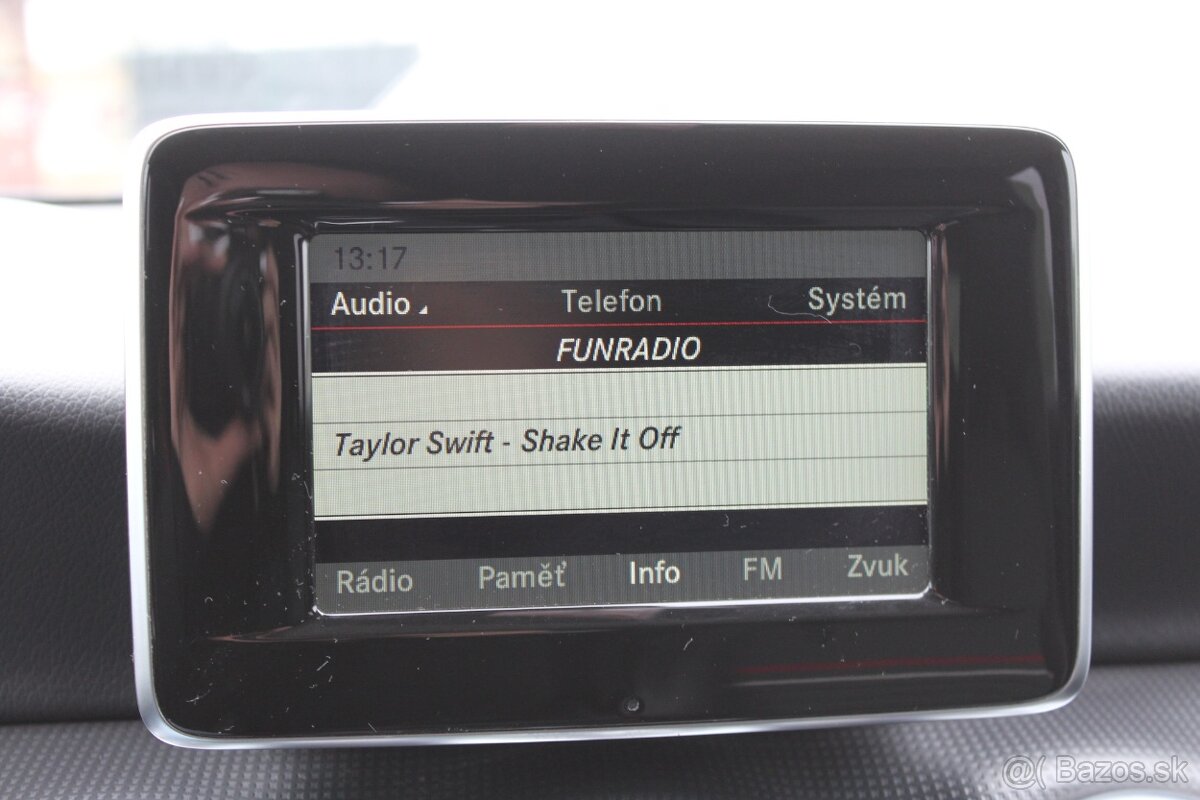 13:17
Audio Telefon Systém
FUNRADIO
Taylor Swift - Shake It Off
Rádio Paměť Info FM Zvuk
@( Bazos.sk